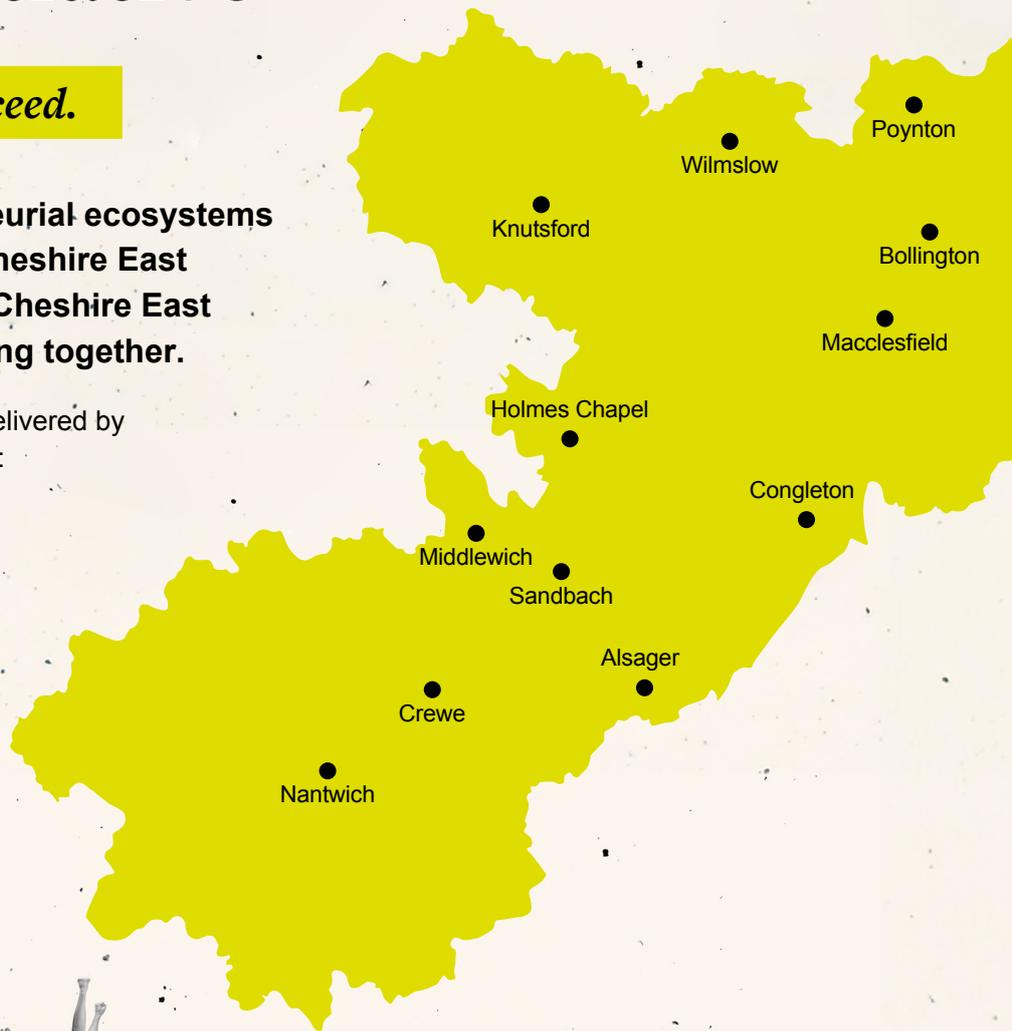 ceed.
eurial ecosystems
heshire East
Cheshire East
ng together.
elivered by
Poynton
Wilmslow
Knutsford
Bollington
Macclesfield
Holmes Chapel
Congleton
Middlewich
Sandbach
Alsager
Crewe
Nantwich